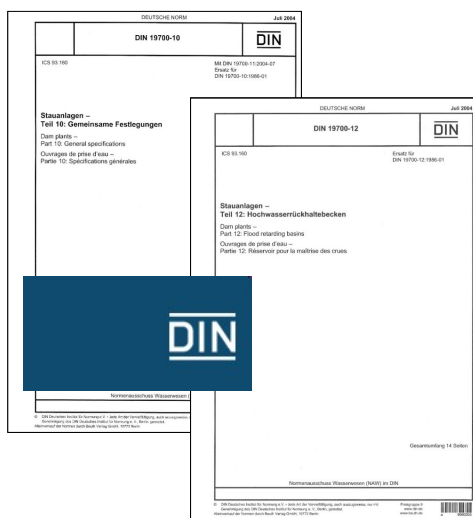 DEUTSCHE NORM
Juli 2004
DIN 19700-10
DIN
ICS 93.160
Mit DIN 19700-11:2004-07
Ersatz für
DIN 19700-10:1986-01
Stauanlagen –
Teil 10: Gemeinsame Festlegungen
Dam plants –
Part 10: General specifications
Ouvrages de prise d'eau –
Partie 10: Spécifications générales
Normenausschuss Wasserwesen (
DEUTSCHE NORM
Juli 2004
DIN 19700-12
DIN
ICS 93.160
Ersatz für
DIN 19700-12:1986-01
Stauanlagen –
Teil 12: Hochwasserrückhaltebecken
Dam plants –
Part 12: Flood retarding basins
Ouvrages de prise d'eau –
Partie 12: Réservoir pour la maîtrise des crues
Gesamtumfang 14 Seiten
Normenausschuss Wasserwesen (NAW) im DIN
DIN